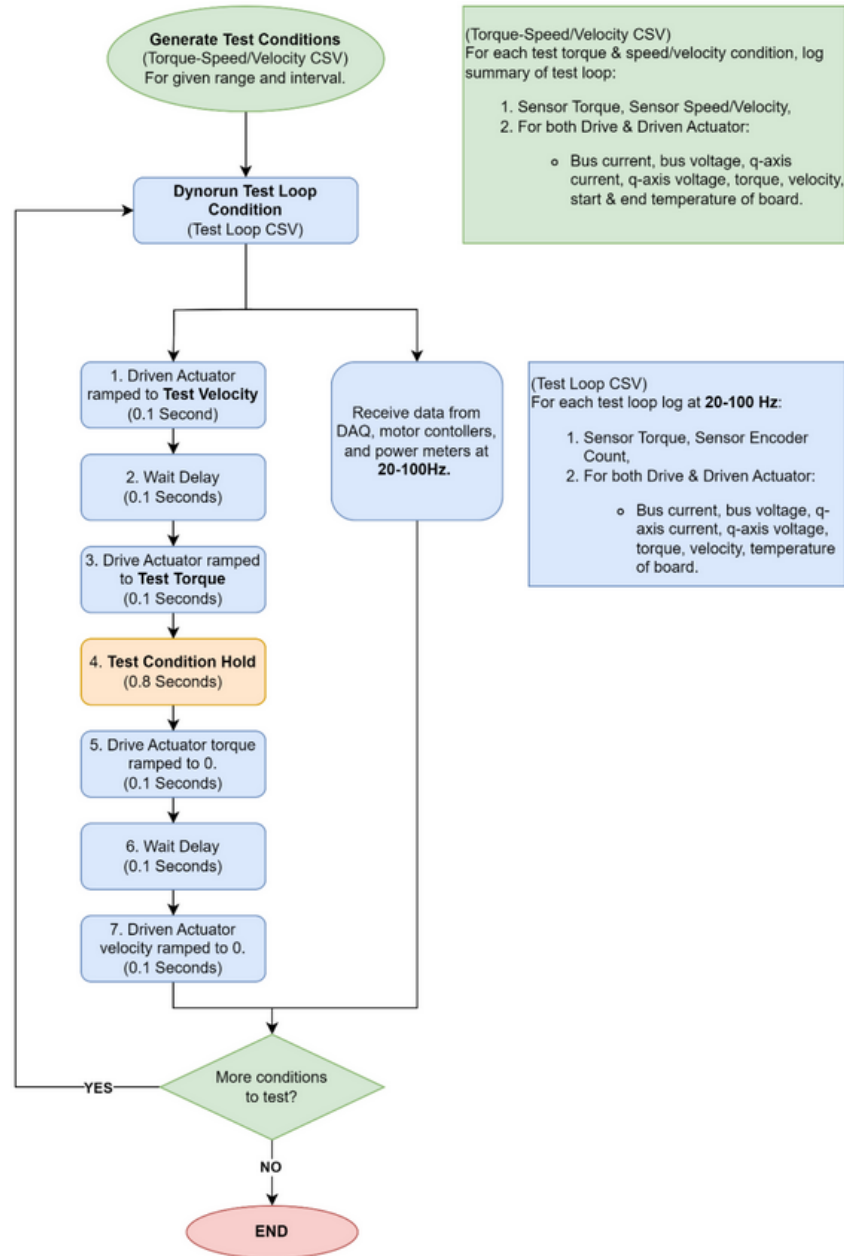 Generate Test Conditions
(Torque-Speed/Velocity CSV)
For given range and interval.
(Torque-Speed/Velocity CSV)
For each test torque & speed/velocity condition, log
summary of test loop:
1. Sensor Torque, Sensor Speed/Velocity,
2. For both Drive & Driven Actuator:
Bus current, bus voltage, q-axis
current, q-axis voltage, torque, velocity,
start & end temperature of board.
Dynorun Test Loop
Condition
(Test Loop CSV)
1. Driven Actuator
ramped to Test Velocity
(0.1 Second)
2. Wait Delay
(0.1 Seconds)
3. Drive Actuator ramped
to Test Torque
(0.1 Seconds)
4. Test Condition Hold
(0.8 Seconds)
5. Drive Actuator torque
ramped to 0.
(0.1 Seconds)
6. Wait Delay
(0.1 Seconds)
7. Driven Actuator
velocity ramped to 0.
(0.1 Seconds)
Receive data from
DAQ, motor contollers,
and power meters at
20-100Hz.
(Test Loop CSV)
For each test loop log at 20-100 Hz:
1. Sensor Torque, Sensor Encoder
Count,
2. For both Drive & Driven Actuator:
Bus current, bus voltage, q-
axis current, q-axis voltage,
torque, velocity, temperature
of board.
More conditions
to test?
YES
NO
END